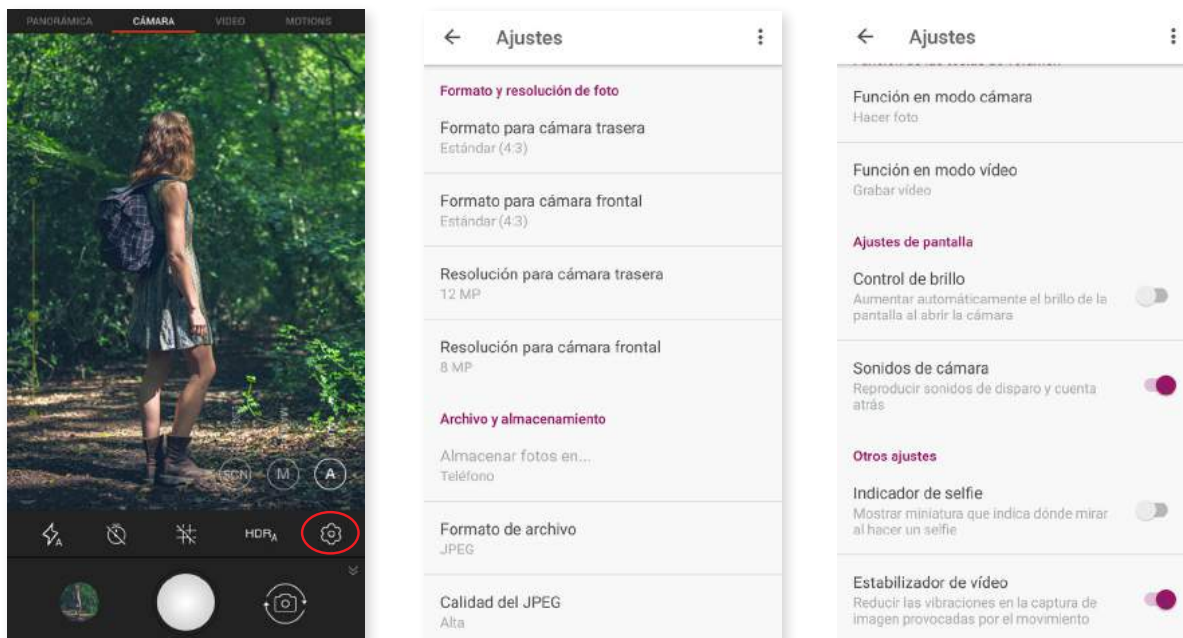 PANORÁMICA CÁMARA VIDEO MOTIONS
(SCN) M A
A HDRA
Ajustes
Formato y resolución de foto
Formato para cámara trasera
Estándar (4:3)
Formato para cámara frontal
Estándar (4:3)
Resolución para cámara trasera
12 MP
Resolución para cámara frontal
8 MP
Archivo y almacenamiento
Almacenar fotos en...
Teléfono
Formato de archivo
JPEG
Calidad del JPEG
Alta
Ajustes
Función en modo cámara
Hacer foto
Función en modo vídeo
Grabar vídeo
Ajustes de pantalla
Control de brillo
Aumentar automáticamente el brillo de la
pantalla al abrir la cámara
Sonidos de cámara
Reproducir sonidos de disparo y cuenta
atrás
Otros ajustes
Indicador de selfie
Mostrar miniatura que indica dónde mirar
al hacer un selfie
Estabilizador de vídeo
Reducir las vibraciones en la captura de
imagen provocadas por el movimiento